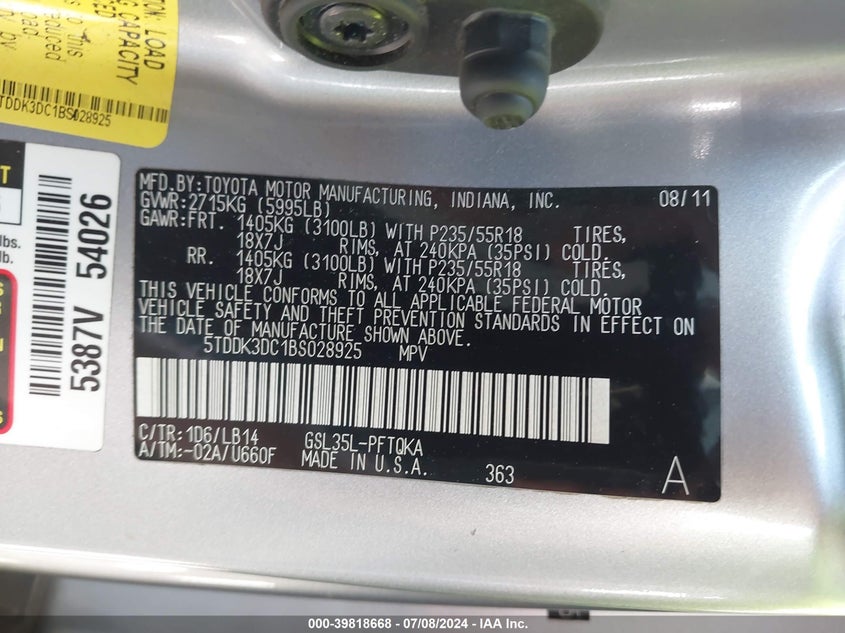 TON LOAD
G CAPACITY
TDDK3DC1BS028925
5387V 54026
lbs.
lb.
MFD.BY:TOYOTA MOTOR MANUFACTURING, INDIANA, INC. 08/11
GVWR:2715KG (5995LB)
GAWR:FRT. 1405KG (3100LB) WITH P235/55R18 TIRES,
18X7J RIMS, AT 240KPA (35PSI) COLD.
RR. 1405KG (3100LB) WITH P235/55R18 TIRES,
18X7J RIMS, AT 240KPA (35PSI) COLD.
THIS VEHICLE CONFORMS TO ALL APPLICABLE FEDERAL MOTOR
VEHICLE SAFETY AND THEFT PREVENTION STANDARDS IN EFFECT ON
THE DATE OF MANUFACTURE SHOWN ABOVE.
5TDDK3DC1BS028925 MPV
C/TR:1D6/LB14 GSL35L-PFTQKA
A/TM:-02A/U660F MADE IN U.S.A. 363 A
000-39818668 - 07/08/2024 - IAA Inc.